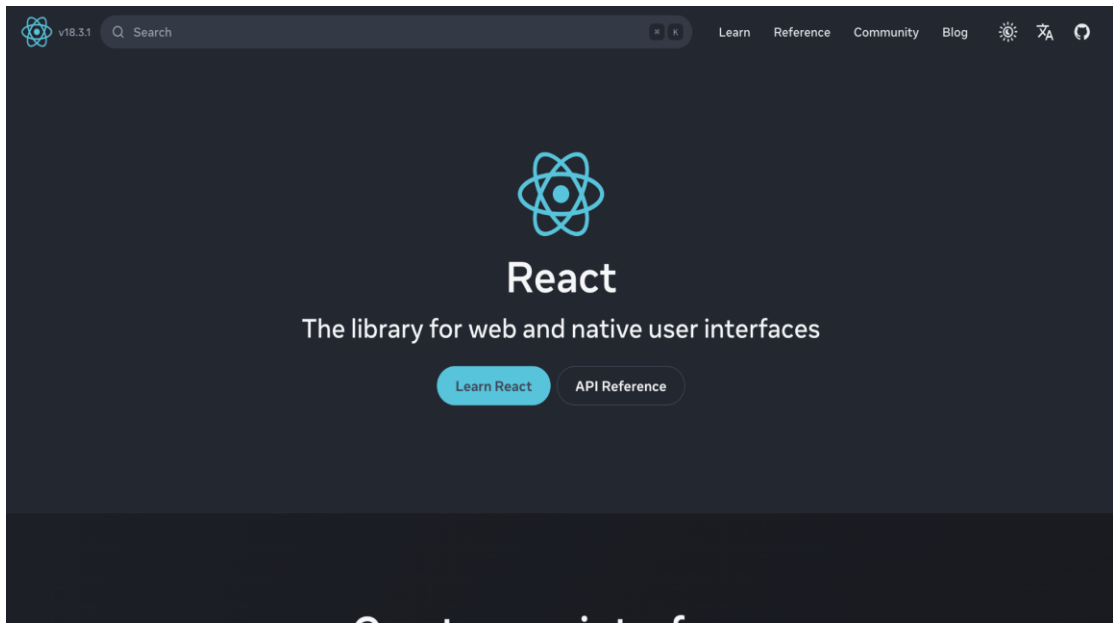 v18.3.1 Search ⌘ K Learn Reference Community Blog
React
The library for web and native user interfaces
Learn React API Reference